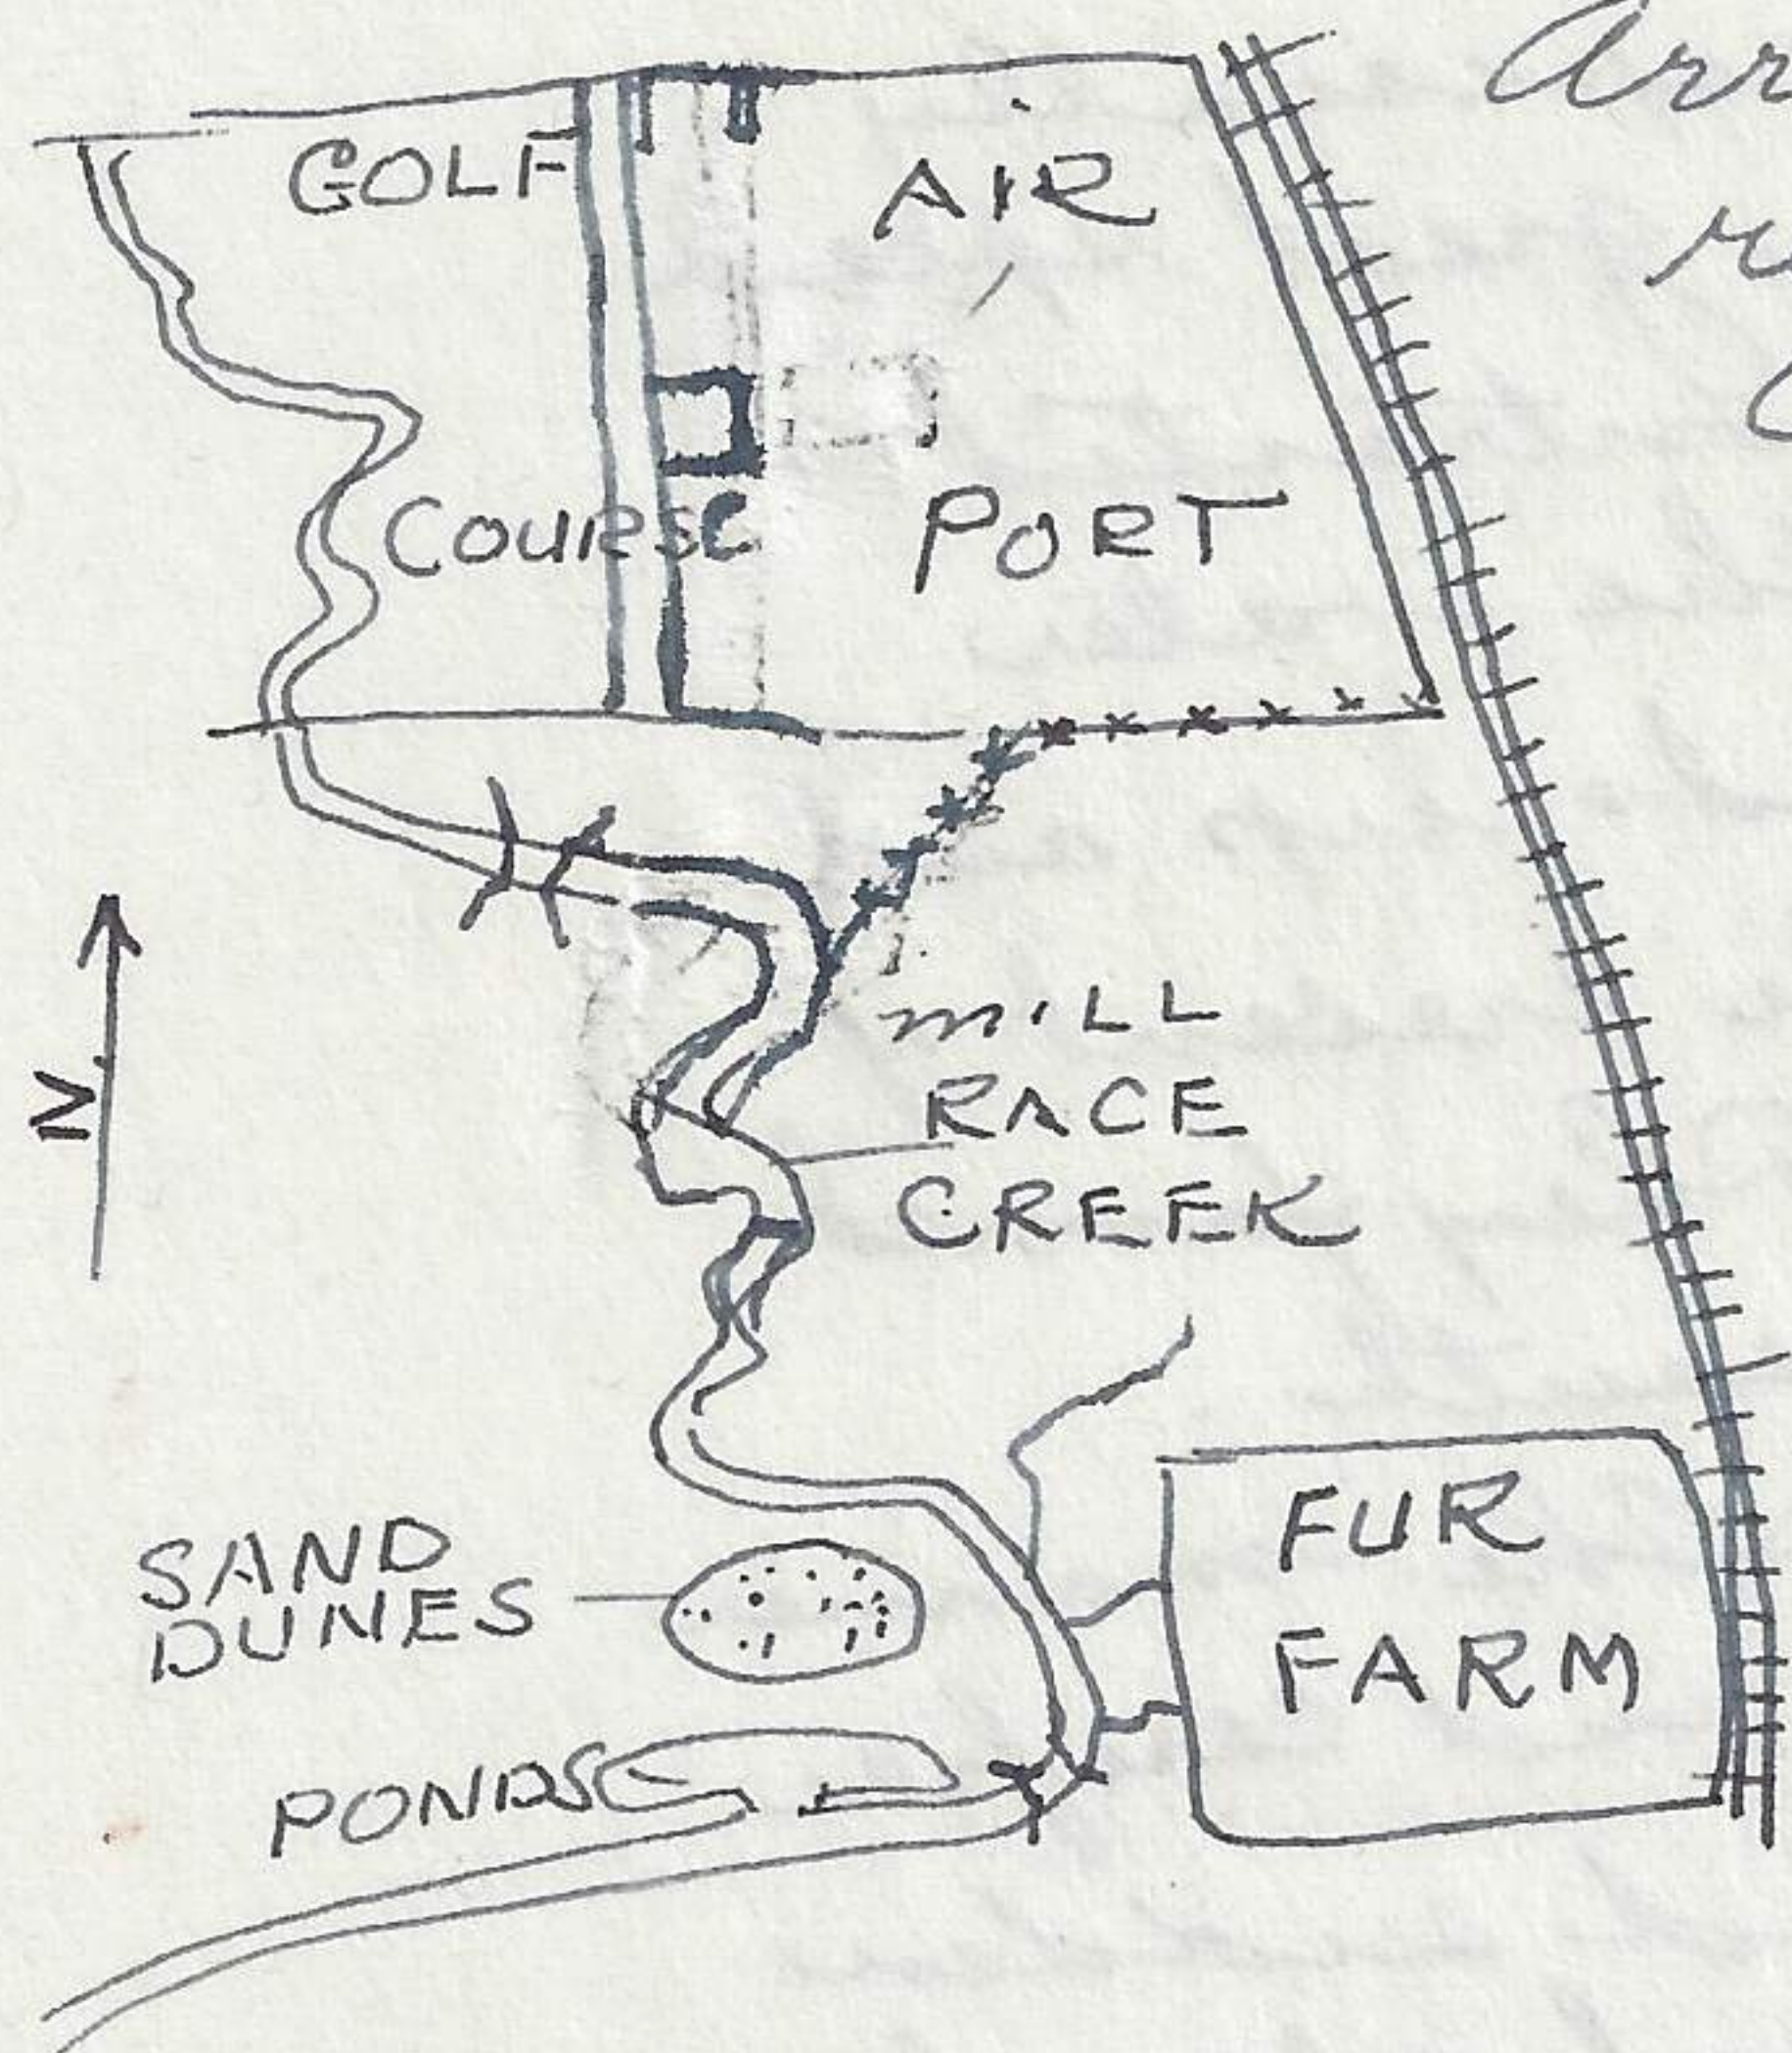 GOLF
AIR
COURSE
PORT
N
MILL
RACE
CREEK
SAND
DUNES
FUR
FARM
PONDS